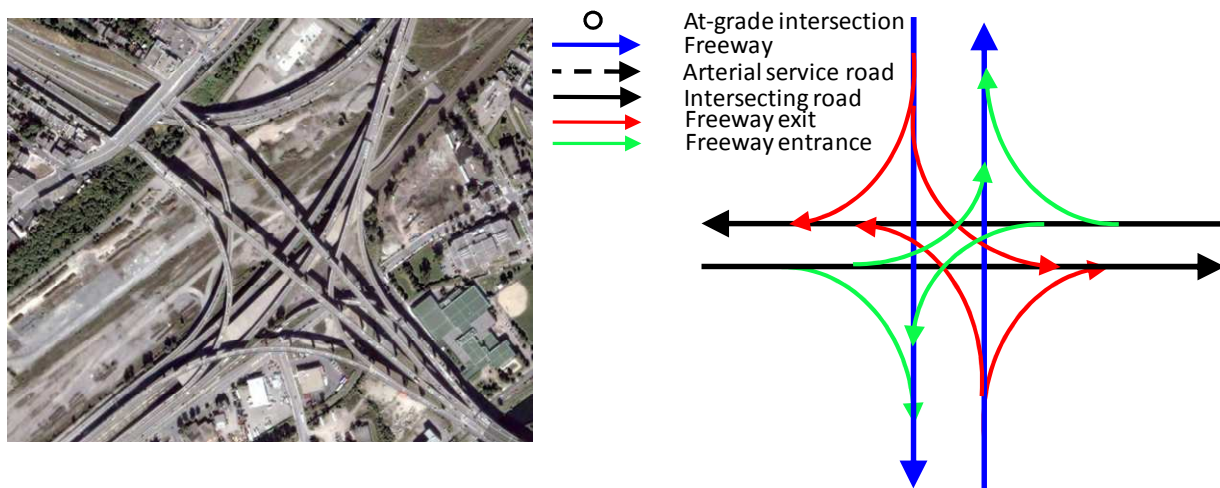 At-grade intersection
Freeway
Arterial service road
Intersecting road
Freeway exit
Freeway entrance